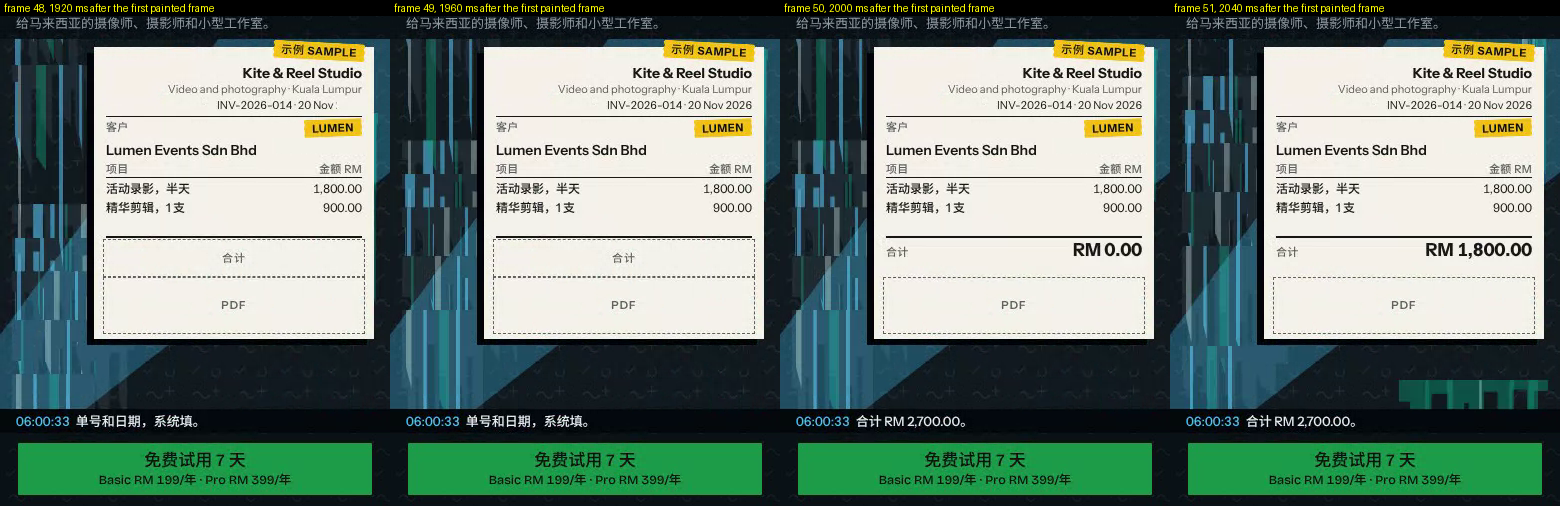 frame 48, 1920 ms after the first painted frame
给马来西亚的摄像师、摄影师和小型工作室。
示例 SAMPLE
Kite & Reel Studio
Video and photography · Kuala Lumpur
INV-2026-014 · 20 Nov
客户
LUMEN
Lumen Events Sdn Bhd
项目 金额 RM
活动录影，半天 1,800.00
精华剪辑，1支 900.00
合计
PDF
06:00:33 单号和日期，系统填。
免费试用 7 天
Basic RM 199/年 · Pro RM 399/年
frame 49, 1960 ms after the first painted frame
给马来西亚的摄像师、摄影师和小型工作室。
示例 SAMPLE
Kite & Reel Studio
Video and photography · Kuala Lumpur
INV-2026-014 · 20 Nov 2026
客户
LUMEN
Lumen Events Sdn Bhd
项目 金额 RM
活动录影，半天 1,800.00
精华剪辑，1支 900.00
合计
PDF
06:00:33 单号和日期，系统填。
免费试用 7 天
Basic RM 199/年 · Pro RM 399/年
frame 50, 2000 ms after the first painted frame
给马来西亚的摄像师、摄影师和小型工作室。
示例 SAMPLE
Kite & Reel Studio
Video and photography · Kuala Lumpur
INV-2026-014 · 20 Nov 2026
客户
LUMEN
Lumen Events Sdn Bhd
项目 金额 RM
活动录影，半天 1,800.00
精华剪辑，1支 900.00
合计 RM 0.00
PDF
06:00:33 合计 RM 2,700.00。
免费试用 7 天
Basic RM 199/年 · Pro RM 399/年
frame 51, 2040 ms after the first painted frame
给马来西亚的摄像师、摄影师和小型工作室。
示例 SAMPLE
Kite & Reel Studio
Video and photography · Kuala Lumpur
INV-2026-014 · 20 Nov 2026
客户
LUMEN
Lumen Events Sdn Bhd
项目 金额 RM
活动录影，半天 1,800.00
精华剪辑，1支 900.00
合计 RM 1,800.00
PDF
06:00:33 合计 RM 2,700.00。
免费试用 7 天
Basic RM 199/年 · Pro RM 399/年